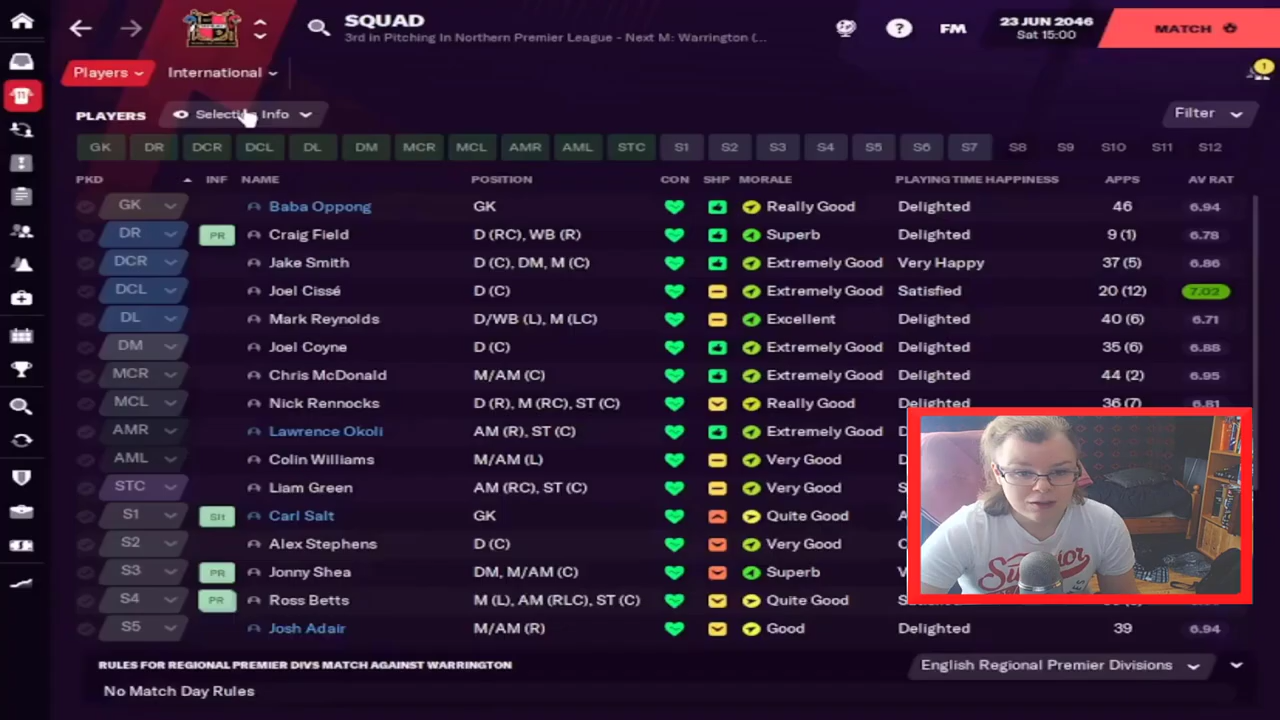 SQUAD
3rd in Pitching In Northern Premier League - Next M: Warrington (...
FM
23 JUN 2046
Sat 15:00
MATCH
Players
International
1
PLAYERS
Selection Info
Filter
GK DR DCR DCL DL DM MCR MCL AMR AML STC S1 S2 S3 S4 S5 S6 S7 S8 S9 S10 S11 S12
PKD INF NAME POSITION CON SHP MORALE PLAYING TIME HAPPINESS APPS AV RAT
GK Baba Oppong GK Really Good Delighted 46 6.94
DR PR Craig Field D (RC), WB (R) Superb Delighted 9 (1) 6.78
DCR Jake Smith D (C), DM, M (C) Extremely Good Very Happy 37 (5) 6.86
DCL Joel Cissé D (C) Extremely Good Satisfied 20 (12) 7.02
DL Mark Reynolds D/WB (L), M (LC) Excellent Delighted 40 (6) 6.71
DM Joel Coyne D (C) Extremely Good Delighted 35 (6) 6.88
MCR Chris McDonald M/AM (C) Extremely Good Delighted 44 (2) 6.95
MCL Nick Rennocks D (R), M (RC), ST (C) Really Good Delighted 36 (7) 6.81
AMR Lawrence Okoli AM (R), ST (C) Extremely Good
AML Colin Williams M/AM (L) Very Good
STC Liam Green AM (RC), ST (C) Very Good
S1 Slt Carl Salt GK Quite Good
S2 Alex Stephens D (C) Very Good
S3 PR Jonny Shea DM, M/AM (C) Superb
S4 PR Ross Betts M (L), AM (RLC), ST (C) Quite Good
S5 Josh Adair M/AM (R) Good Delighted 39 6.94
RULES FOR REGIONAL PREMIER DIVS MATCH AGAINST WARRINGTON
English Regional Premier Divisions
No Match Day Rules